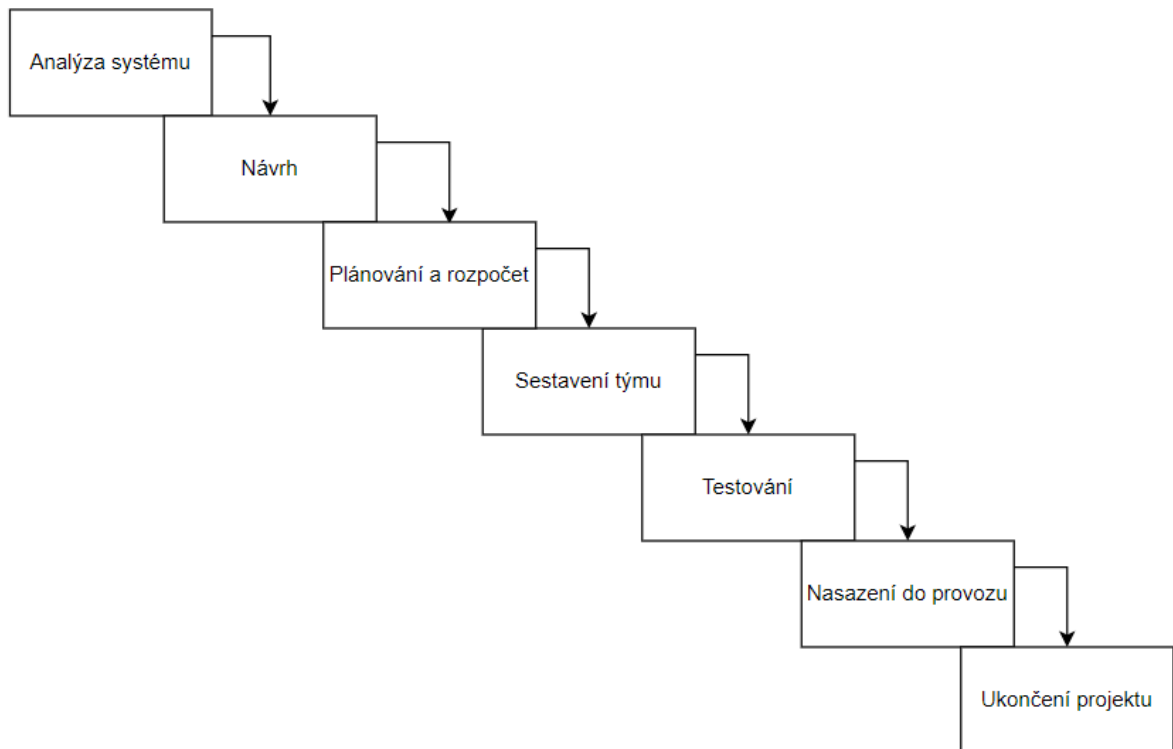 Analýza systému
Návrh
Plánování a rozpočet
Sestavení týmu
Testování
Nasazení do provozu
Ukončení projektu